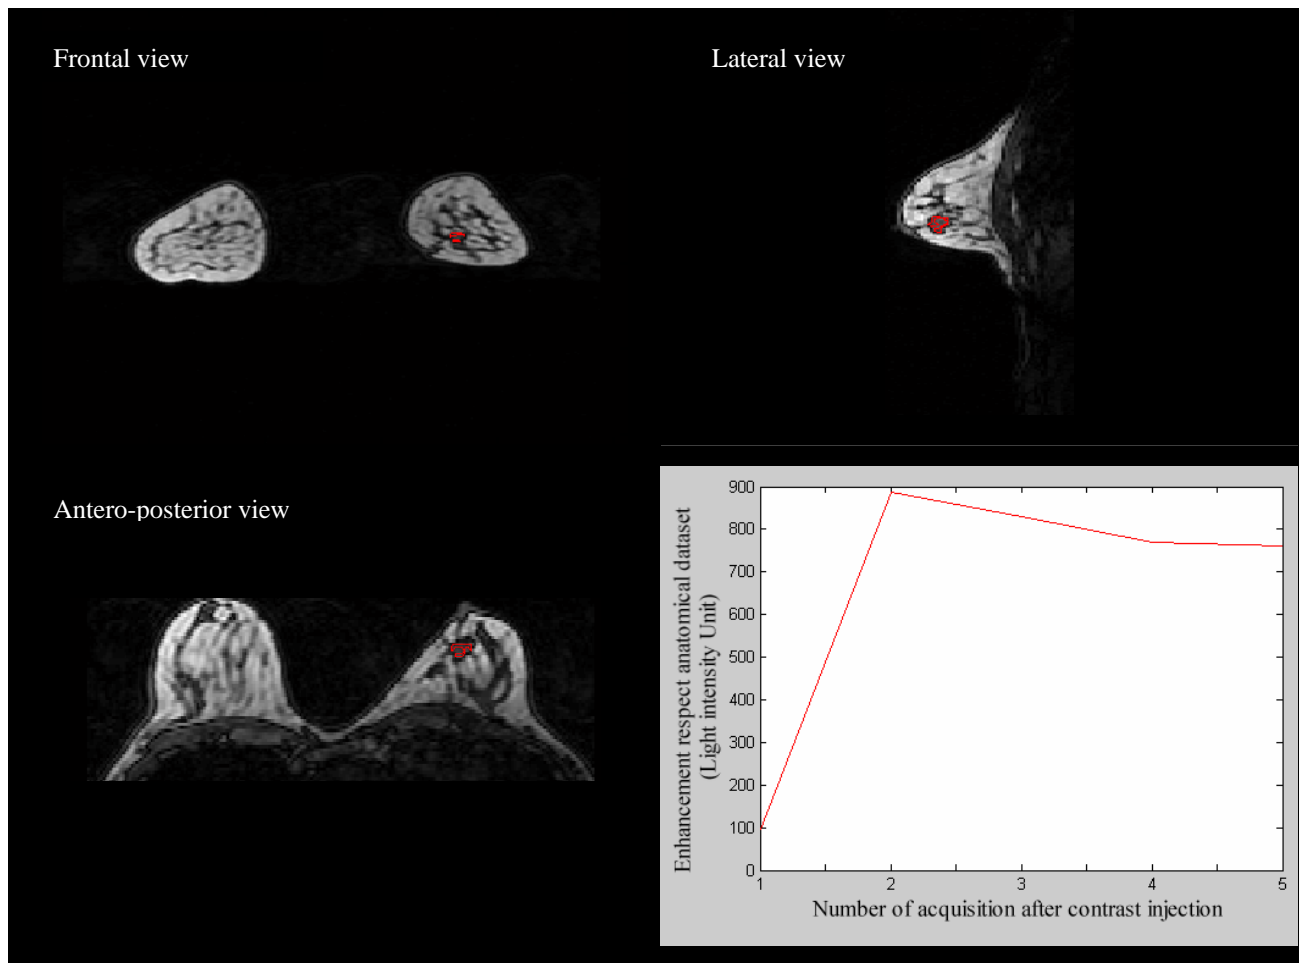 Frontal view
Lateral view
Antero-posterior view
Enhancement respect anatomical dataset
(Light intensity Unit)
900
800
700
600
500
400
300
200
100
0
1 2 3 4 5
Number of acquisition after contrast injection